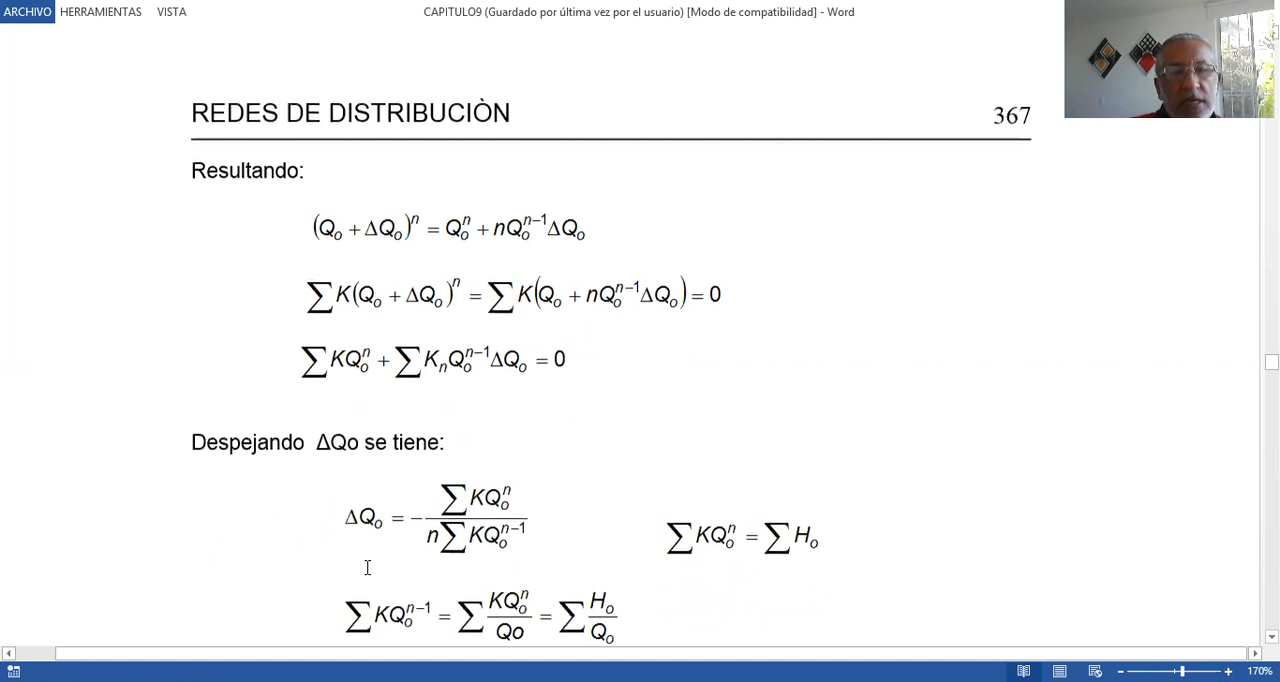 ARCHIVO HERRAMIENTAS VISTA CAPITULO9 (Guardado por última vez por el usuario) [Modo de compatibilidad] - Word
REDES DE DISTRIBUCIÒN 367
Resultando:
(Q_o + ΔQ_o)^n = Q_o^n + nQ_o^{n-1}ΔQ_o
∑K(Q_o + ΔQ_o)^n = ∑K(Q_o + nQ_o^{n-1}ΔQ_o) = 0
∑KQ_o^n + ∑K_nQ_o^{n-1}ΔQ_o = 0
Despejando ΔQo se tiene:
ΔQ_o = - ∑KQ_o^n / n∑KQ_o^{n-1} ∑KQ_o^n = ∑H_o
∑KQ_o^{n-1} = ∑ KQ_o^n / Qo = ∑ H_o / Q_o
170%